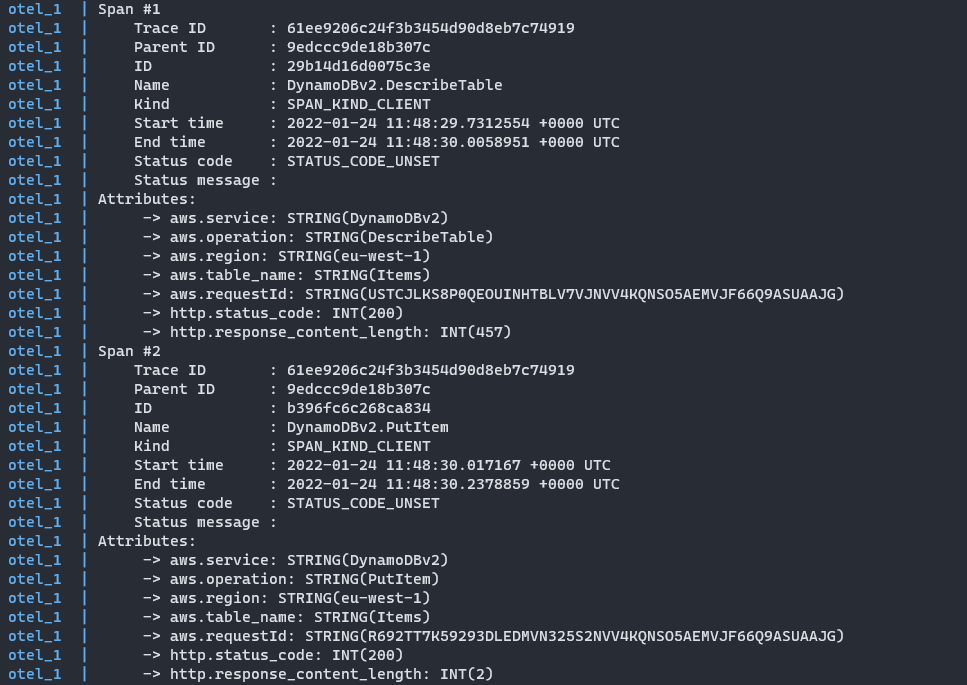 otel_1  | Span #1
otel_1  |     Trace ID       : 61ee9206c24f3b3454d90d8eb7c74919
otel_1  |     Parent ID      : 9edccc9de18b307c
otel_1  |     ID             : 29b14d16d0075c3e
otel_1  |     Name           : DynamoDBv2.DescribeTable
otel_1  |     Kind           : SPAN_KIND_CLIENT
otel_1  |     Start time     : 2022-01-24 11:48:29.7312554 +0000 UTC
otel_1  |     End time       : 2022-01-24 11:48:30.0058951 +0000 UTC
otel_1  |     Status code    : STATUS_CODE_UNSET
otel_1  |     Status message :
otel_1  | Attributes:
otel_1  |      -> aws.service: STRING(DynamoDBv2)
otel_1  |      -> aws.operation: STRING(DescribeTable)
otel_1  |      -> aws.region: STRING(eu-west-1)
otel_1  |      -> aws.table_name: STRING(Items)
otel_1  |      -> aws.requestId: STRING(USTCJLKS8P0QEOUINHTBLV7VJNVV4KQNSO5AEMVJF66Q9ASUAAJG)
otel_1  |      -> http.status_code: INT(200)
otel_1  |      -> http.response_content_length: INT(457)
otel_1  | Span #2
otel_1  |     Trace ID       : 61ee9206c24f3b3454d90d8eb7c74919
otel_1  |     Parent ID      : 9edccc9de18b307c
otel_1  |     ID             : b396fc6c268ca834
otel_1  |     Name           : DynamoDBv2.PutItem
otel_1  |     Kind           : SPAN_KIND_CLIENT
otel_1  |     Start time     : 2022-01-24 11:48:30.017167 +0000 UTC
otel_1  |     End time       : 2022-01-24 11:48:30.2378859 +0000 UTC
otel_1  |     Status code    : STATUS_CODE_UNSET
otel_1  |     Status message :
otel_1  | Attributes:
otel_1  |      -> aws.service: STRING(DynamoDBv2)
otel_1  |      -> aws.operation: STRING(PutItem)
otel_1  |      -> aws.region: STRING(eu-west-1)
otel_1  |      -> aws.table_name: STRING(Items)
otel_1  |      -> aws.requestId: STRING(R692TT7K59293DLEDMVN325S2NVV4KQNSO5AEMVJF66Q9ASUAAJG)
otel_1  |      -> http.status_code: INT(200)
otel_1  |      -> http.response_content_length: INT(2)